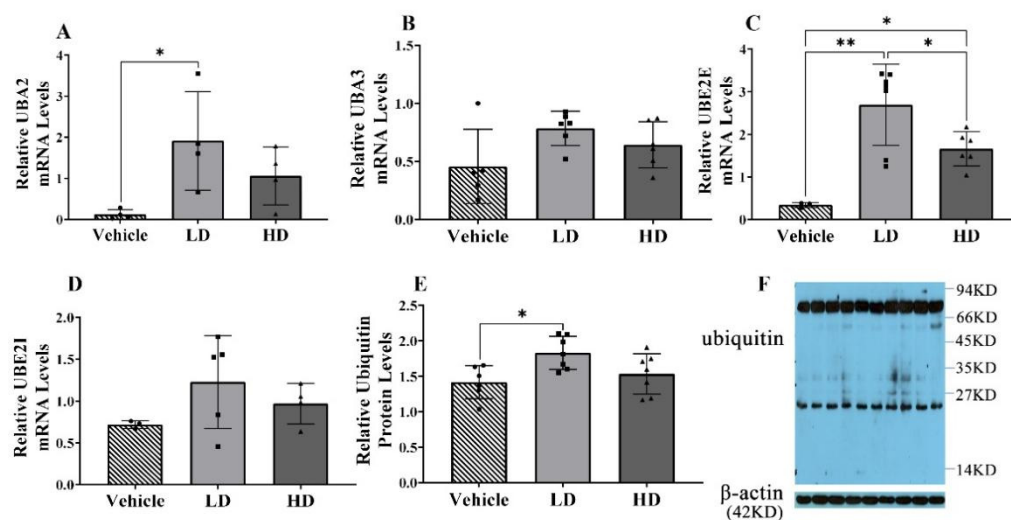 A
Relative UBA2
mRNA Levels
4
3
2
1
0
*
Vehicle
LD
HD
B
Relative UBA3
mRNA Levels
1.5
1.0
0.5
0.0
Vehicle
LD
HD
C
Relative UBE2E
mRNA Levels
4
3
2
1
0
*
**
*
Vehicle
LD
HD
D
Relative UBE2I
mRNA Levels
2.0
1.5
1.0
0.5
0.0
Vehicle
LD
HD
E
Relative Ubiquitin
Protein Levels
2.5
2.0
1.5
1.0
0.5
0.0
*
Vehicle
LD
HD
F
ubiquitin
94KD
66KD
45KD
35KD
27KD
14KD
β-actin
(42KD)